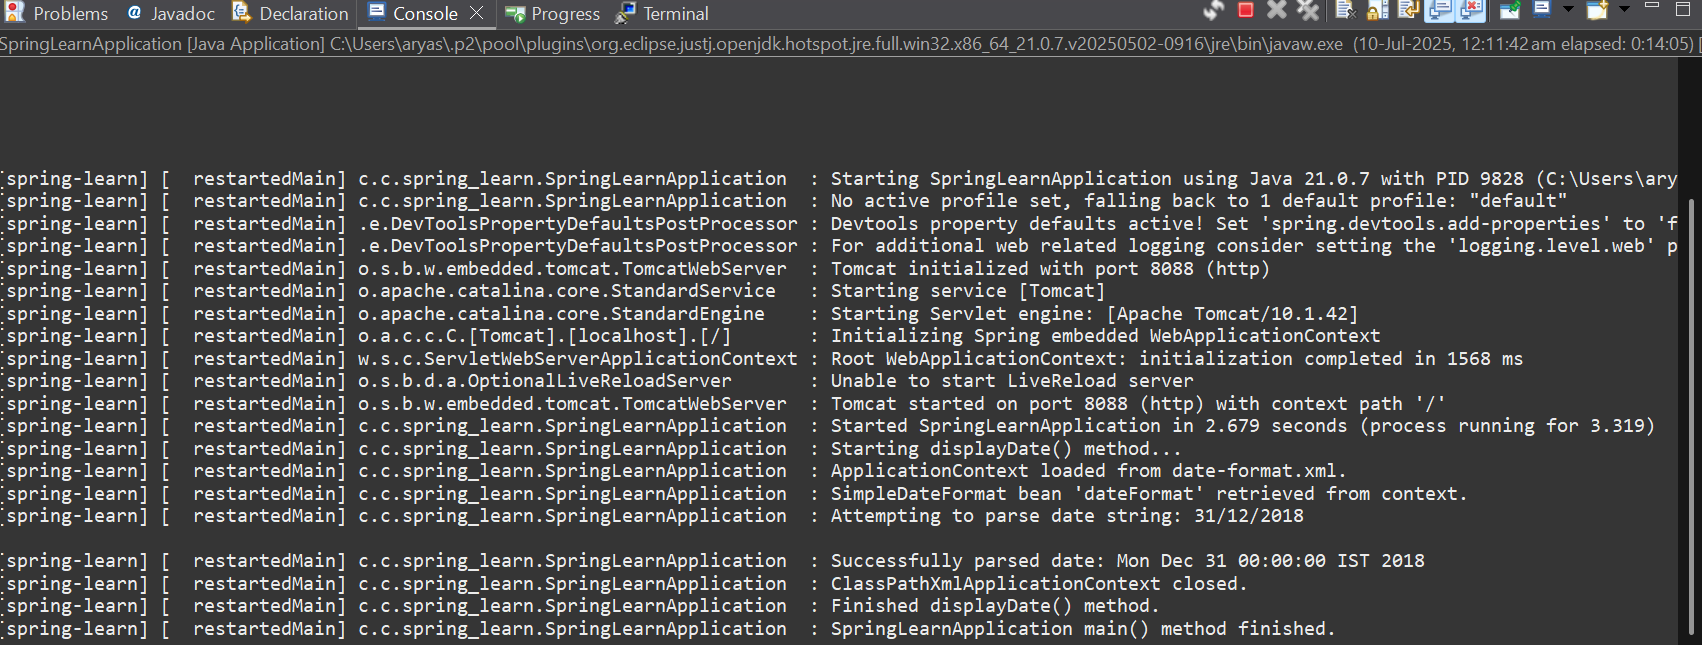 Problems @ Javadoc Declaration Console Progress Terminal
SpringLearnApplication [Java Application] C:\Users\aryas\.p2\pool\plugins\org.eclipse.justj.openjdk.hotspot.jre.full.win32.x86_64_21.0.7.v20250502-0916\jre\bin\javaw.exe (10-Jul-2025, 12:11:42 am elapsed: 0:14:05) [
[spring-learn] [  restartedMain] c.c.spring_learn.SpringLearnApplication  : Starting SpringLearnApplication using Java 21.0.7 with PID 9828 (C:\Users\ary
[spring-learn] [  restartedMain] c.c.spring_learn.SpringLearnApplication  : No active profile set, falling back to 1 default profile: "default"
[spring-learn] [  restartedMain] .e.DevToolsPropertyDefaultsPostProcessor : Devtools property defaults active! Set 'spring.devtools.add-properties' to 'f
[spring-learn] [  restartedMain] .e.DevToolsPropertyDefaultsPostProcessor : For additional web related logging consider setting the 'logging.level.web' p
[spring-learn] [  restartedMain] o.s.b.w.embedded.tomcat.TomcatWebServer  : Tomcat initialized with port 8088 (http)
[spring-learn] [  restartedMain] o.apache.catalina.core.StandardService   : Starting service [Tomcat]
[spring-learn] [  restartedMain] o.apache.catalina.core.StandardEngine    : Starting Servlet engine: [Apache Tomcat/10.1.42]
[spring-learn] [  restartedMain] o.a.c.c.C.[Tomcat].[localhost].[/]       : Initializing Spring embedded WebApplicationContext
[spring-learn] [  restartedMain] w.s.c.ServletWebServerApplicationContext : Root WebApplicationContext: initialization completed in 1568 ms
[spring-learn] [  restartedMain] o.s.b.d.a.OptionalLiveReloadServer       : Unable to start LiveReload server
[spring-learn] [  restartedMain] o.s.b.w.embedded.tomcat.TomcatWebServer  : Tomcat started on port 8088 (http) with context path '/'
[spring-learn] [  restartedMain] c.c.spring_learn.SpringLearnApplication  : Started SpringLearnApplication in 2.679 seconds (process running for 3.319)
[spring-learn] [  restartedMain] c.c.spring_learn.SpringLearnApplication  : Starting displayDate() method...
[spring-learn] [  restartedMain] c.c.spring_learn.SpringLearnApplication  : ApplicationContext loaded from date-format.xml.
[spring-learn] [  restartedMain] c.c.spring_learn.SpringLearnApplication  : SimpleDateFormat bean 'dateFormat' retrieved from context.
[spring-learn] [  restartedMain] c.c.spring_learn.SpringLearnApplication  : Attempting to parse date string: 31/12/2018
[spring-learn] [  restartedMain] c.c.spring_learn.SpringLearnApplication  : Successfully parsed date: Mon Dec 31 00:00:00 IST 2018
[spring-learn] [  restartedMain] c.c.spring_learn.SpringLearnApplication  : ClassPathXmlApplicationContext closed.
[spring-learn] [  restartedMain] c.c.spring_learn.SpringLearnApplication  : Finished displayDate() method.
[spring-learn] [  restartedMain] c.c.spring_learn.SpringLearnApplication  : SpringLearnApplication main() method finished.